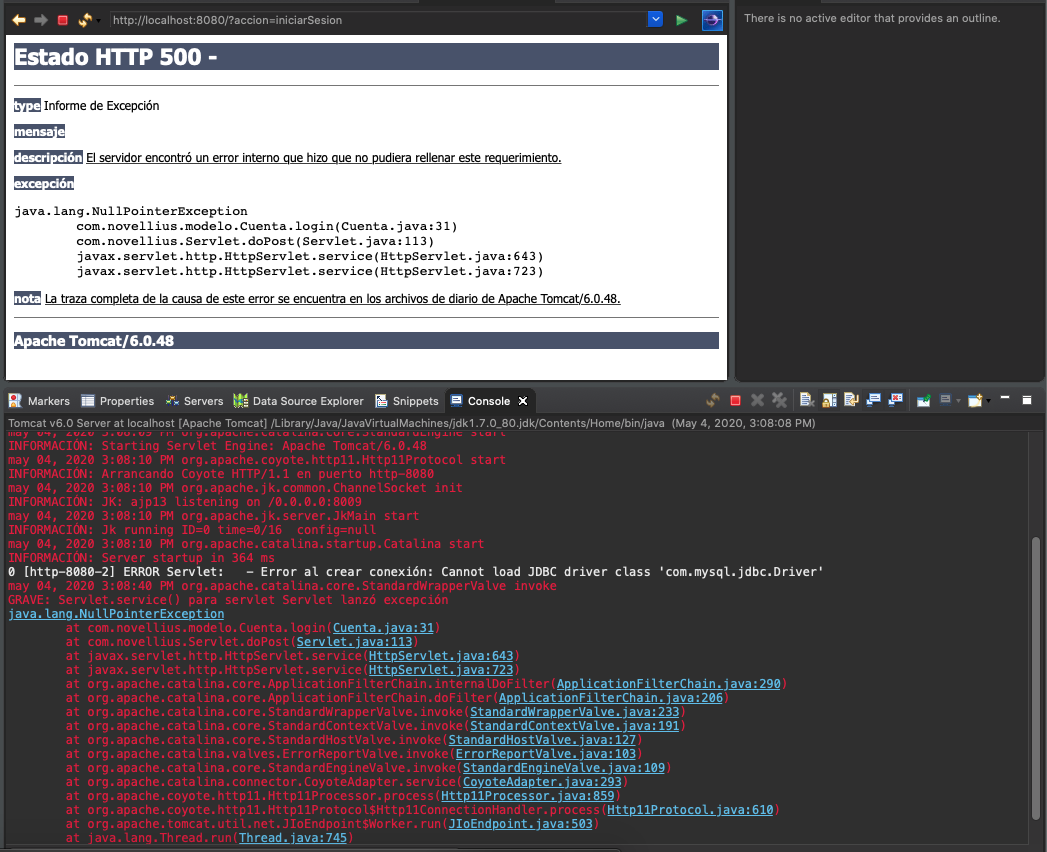 http://localhost:8080/?accion=iniciarSesion
There is no active editor that provides an outline.
Estado HTTP 500 -
type Informe de Excepción
mensaje
descripción El servidor encontró un error interno que hizo que no pudiera rellenar este requerimiento.
excepción
java.lang.NullPointerException
com.novellius.modelo.Cuenta.login(Cuenta.java:31)
com.novellius.Servlet.doPost(Servlet.java:113)
javax.servlet.http.HttpServlet.service(HttpServlet.java:643)
javax.servlet.http.HttpServlet.service(HttpServlet.java:723)
nota La traza completa de la causa de este error se encuentra en los archivos de diario de Apache Tomcat/6.0.48.
Apache Tomcat/6.0.48
Markers Properties Servers Data Source Explorer Snippets Console
Tomcat v6.0 Server at localhost [Apache Tomcat] /Library/Java/JavaVirtualMachines/jdk1.7.0_80.jdk/Contents/Home/bin/java (May 4, 2020, 3:08:08 PM)
may 04, 2020 3:08:09 PM org.apache.catalina.core.StandardEngine start
INFORMACIÓN: Starting Servlet Engine: Apache Tomcat/6.0.48
may 04, 2020 3:08:10 PM org.apache.coyote.http11.Http11Protocol start
INFORMACIÓN: Arrancando Coyote HTTP/1.1 en puerto http-8080
may 04, 2020 3:08:10 PM org.apache.jk.common.ChannelSocket init
INFORMACIÓN: JK: ajp13 listening on /0.0.0.0:8009
may 04, 2020 3:08:10 PM org.apache.jk.server.JkMain start
INFORMACIÓN: Jk running ID=0 time=0/16  config=null
may 04, 2020 3:08:10 PM org.apache.catalina.startup.Catalina start
INFORMACIÓN: Server startup in 364 ms
0 [http-8080-2] ERROR Servlet:   - Error al crear conexión: Cannot load JDBC driver class 'com.mysql.jdbc.Driver'
may 04, 2020 3:08:40 PM org.apache.catalina.core.StandardWrapperValve invoke
GRAVE: Servlet.service() para servlet Servlet lanzó excepción
java.lang.NullPointerException
at com.novellius.modelo.Cuenta.login(Cuenta.java:31)
at com.novellius.Servlet.doPost(Servlet.java:113)
at javax.servlet.http.HttpServlet.service(HttpServlet.java:643)
at javax.servlet.http.HttpServlet.service(HttpServlet.java:723)
at org.apache.catalina.core.ApplicationFilterChain.internalDoFilter(ApplicationFilterChain.java:290)
at org.apache.catalina.core.ApplicationFilterChain.doFilter(ApplicationFilterChain.java:206)
at org.apache.catalina.core.StandardWrapperValve.invoke(StandardWrapperValve.java:233)
at org.apache.catalina.core.StandardContextValve.invoke(StandardContextValve.java:191)
at org.apache.catalina.core.StandardHostValve.invoke(StandardHostValve.java:127)
at org.apache.catalina.valves.ErrorReportValve.invoke(ErrorReportValve.java:103)
at org.apache.catalina.core.StandardEngineValve.invoke(StandardEngineValve.java:109)
at org.apache.catalina.connector.CoyoteAdapter.service(CoyoteAdapter.java:293)
at org.apache.coyote.http11.Http11Processor.process(Http11Processor.java:859)
at org.apache.coyote.http11.Http11Protocol$Http11ConnectionHandler.process(Http11Protocol.java:610)
at org.apache.tomcat.util.net.JIoEndpoint$Worker.run(JIoEndpoint.java:503)
at java.lang.Thread.run(Thread.java:745)